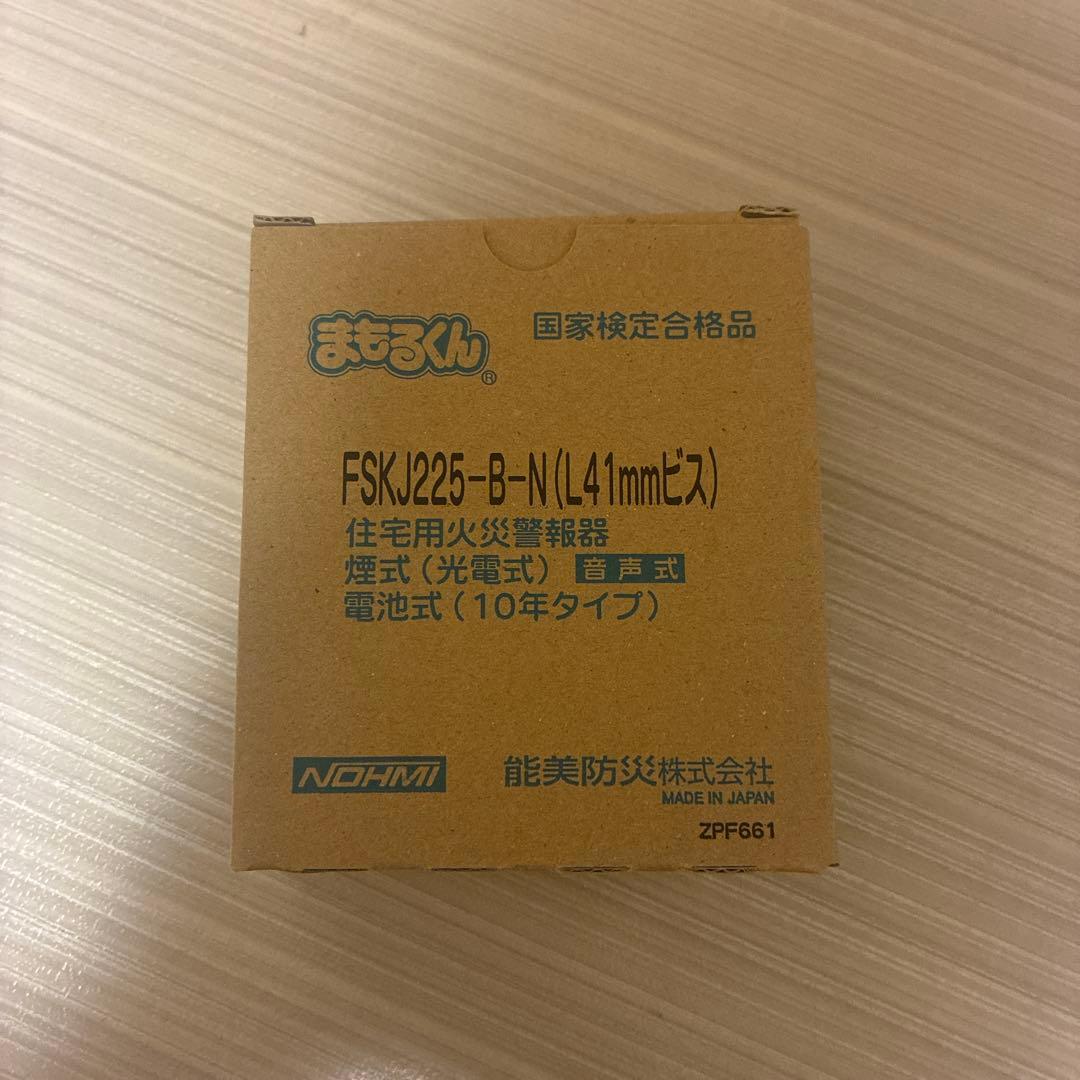 まもるくん®
国家検定合格品
FSKJ225-B-N(L41mmビス)
住宅用火災警報器
煙式(光電式) 音声式
電池式(10年タイプ)
NOHMI 能美防災株式会社
MADE IN JAPAN
ZPF661